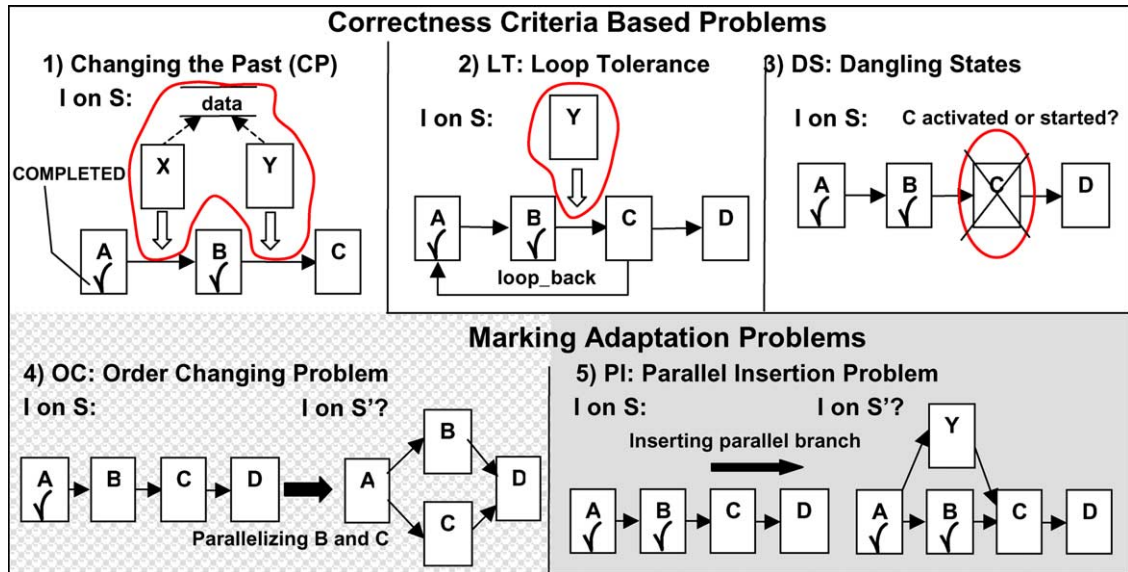 Correctness Criteria Based Problems
1) Changing the Past (CP)
I on S:
data
X
Y
COMPLETED
A
B
C
2) LT: Loop Tolerance
I on S:
Y
A
B
C
D
loop_back
3) DS: Dangling States
I on S:
C activated or started?
A
B
C
D
Marking Adaptation Problems
4) OC: Order Changing Problem
I on S:
I on S'?
A
B
C
D
A
B
C
D
Parallelizing B and C
5) PI: Parallel Insertion Problem
I on S:
I on S'?
Inserting parallel branch
A
B
C
D
Y
A
B
C
D